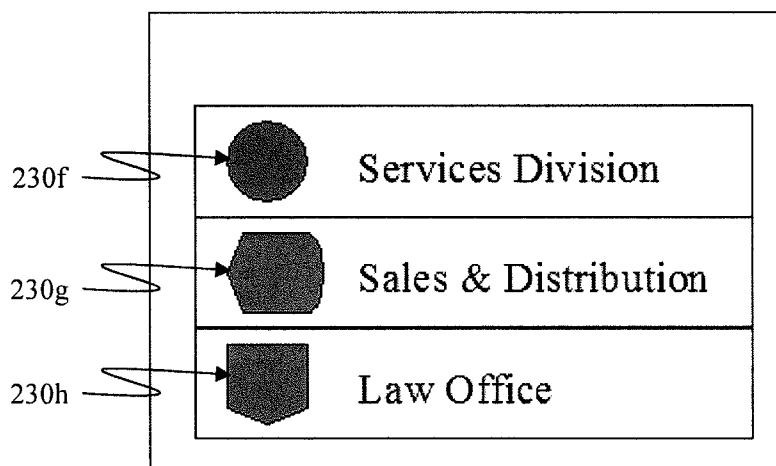 230f
Services Division
230g
Sales & Distribution
230h
Law Office